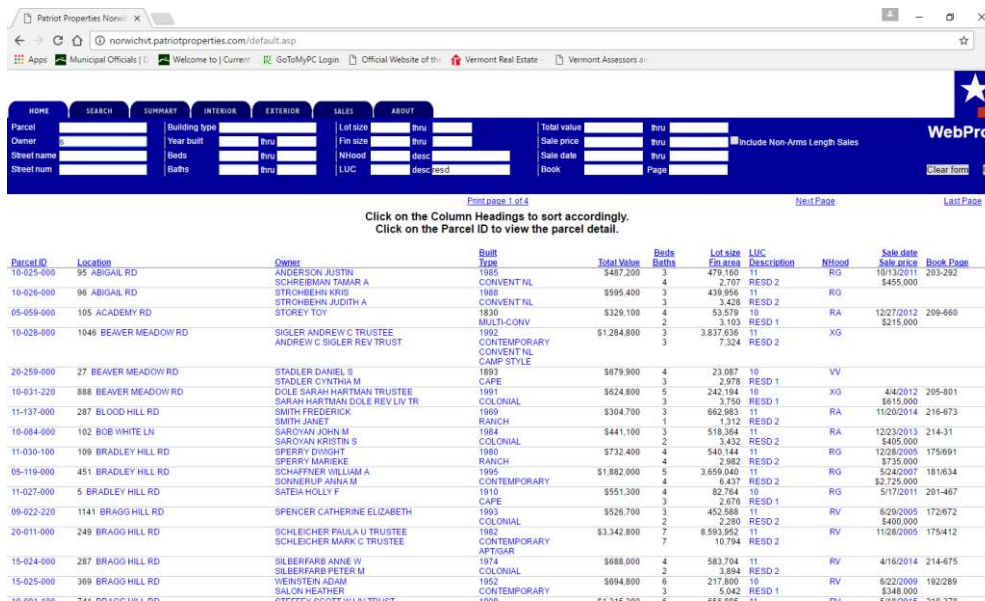 Patriot Properties Norwi
norwichvt.patriotproperties.com/default.asp
Apps Municipal Officials | D Welcome to | Current GoToMyPC Login Official Website of the Vermont Real Estate - Vermont Assessors an
HOME SEARCH SUMMARY INTERIOR EXTERIOR SALES ABOUT
Parcel Building type Lot size thru Total value thru WebPro
Owner s Year built thru Fin size thru Sale price thru Include Non-Arms Length Sales
Street name Beds thru NHood desc Sale date thru
Street num Baths thru LUC desc resd Book Page Clear form
Print page 1 of 4 Next Page Last Page
Click on the Column Headings to sort accordingly.
Click on the Parcel ID to view the parcel detail.
Built Beds Lot size LUC Sale date
Parcel ID Location Owner Type Total Value Baths Fin area Description NHood Sale price Book Page
10-025-000 95 ABIGAIL RD ANDERSON JUSTIN 1985 $487,200 3 479,160 11 RG 10/13/2011 203-292
SCHREIBMAN TAMAR A CONVENT'NL 4 2,707 RESD 2 $455,000
10-026-000 96 ABIGAIL RD STROHBEHN KRIS 1988 $595,400 3 439,956 11 RG
STROHBEHN JUDITH A CONVENT'NL 3 3,428 RESD 2
05-059-000 105 ACADEMY RD STOREY TOY 1830 $329,100 4 53,579 10 RA 12/27/2012 209-660
MULTI-CONV 2 3,103 RESD 1 $215,000
10-028-000 1046 BEAVER MEADOW RD SIGLER ANDREW C TRUSTEE 1992 $1,284,800 3 3,837,636 11 XG
ANDREW C SIGLER REV TRUST CONTEMPORARY 3 7,324 RESD 2
CONVENT'NL
CAMP STYLE
20-259-000 27 BEAVER MEADOW RD STADLER DANIEL S 1893 $679,900 4 23,087 10 VV
STADLER CYNTHIA M CAPE 3 2,978 RESD 1
10-031-220 888 BEAVER MEADOW RD DOLE SARAH HARTMAN TRUSTEE 1991 $624,800 5 242,194 10 XG 4/4/2012 205-801
SARAH HARTMAN DOLE REV LIV TR COLONIAL 3 3,750 RESD 1 $615,000
11-137-000 287 BLOOD HILL RD SMITH FREDERICK 1969 $304,700 3 662,983 11 RA 11/20/2014 216-673
SMITH JANET RANCH 1 1,312 RESD 2
10-084-000 102 BOB WHITE LN SAROYAN JOHN M 1984 $441,100 3 518,364 11 RA 12/23/2013 214-31
SAROYAN KRISTIN S COLONIAL 2 3,432 RESD 2 $405,000
11-030-100 109 BRADLEY HILL RD SPERRY DWIGHT 1980 $732,400 4 540,144 11 RG 12/28/2005 175/691
SPERRY MARIEKE RANCH 4 2,982 RESD 2 $735,000
05-119-000 451 BRADLEY HILL RD SCHAFFNER WILLIAM A 1995 $1,882,000 5 3,659,040 11 RG 5/24/2007 181/634
SONNERUP ANNA M CONTEMPORARY 4 6,437 RESD 2 $2,725,000
11-027-000 5 BRADLEY HILL RD SATEIA HOLLY F 1910 $551,300 4 82,764 10 RG 5/17/2011 201-467
CAPE 3 2,676 RESD 1
09-022-220 1141 BRAGG HILL RD SPENCER CATHERINE ELIZABETH 1993 $526,700 3 452,588 11 RV 6/29/2005 172/672
COLONIAL 2 2,280 RESD 2 $400,000
20-011-000 249 BRAGG HILL RD SCHLEICHER PAULA U TRUSTEE 1982 $3,342,800 7 8,593,952 11 RV 11/28/2005 175/412
SCHLEICHER MARK C TRUSTEE CONTEMPORARY 7 10,794 RESD 2
APT/GAR
15-024-000 287 BRAGG HILL RD SILBERFARB ANNE W 1974 $688,000 4 583,704 11 RV 4/16/2014 214-675
SILBERFARB PETER M COLONIAL 2 3,894 RESD 2
15-025-000 369 BRAGG HILL RD WEINSTEIN ADAM 1952 $694,800 6 217,800 10 RV 6/22/2009 192/289
SALON HEATHER CONTEMPORARY 3 5,042 RESD 1 $348,000